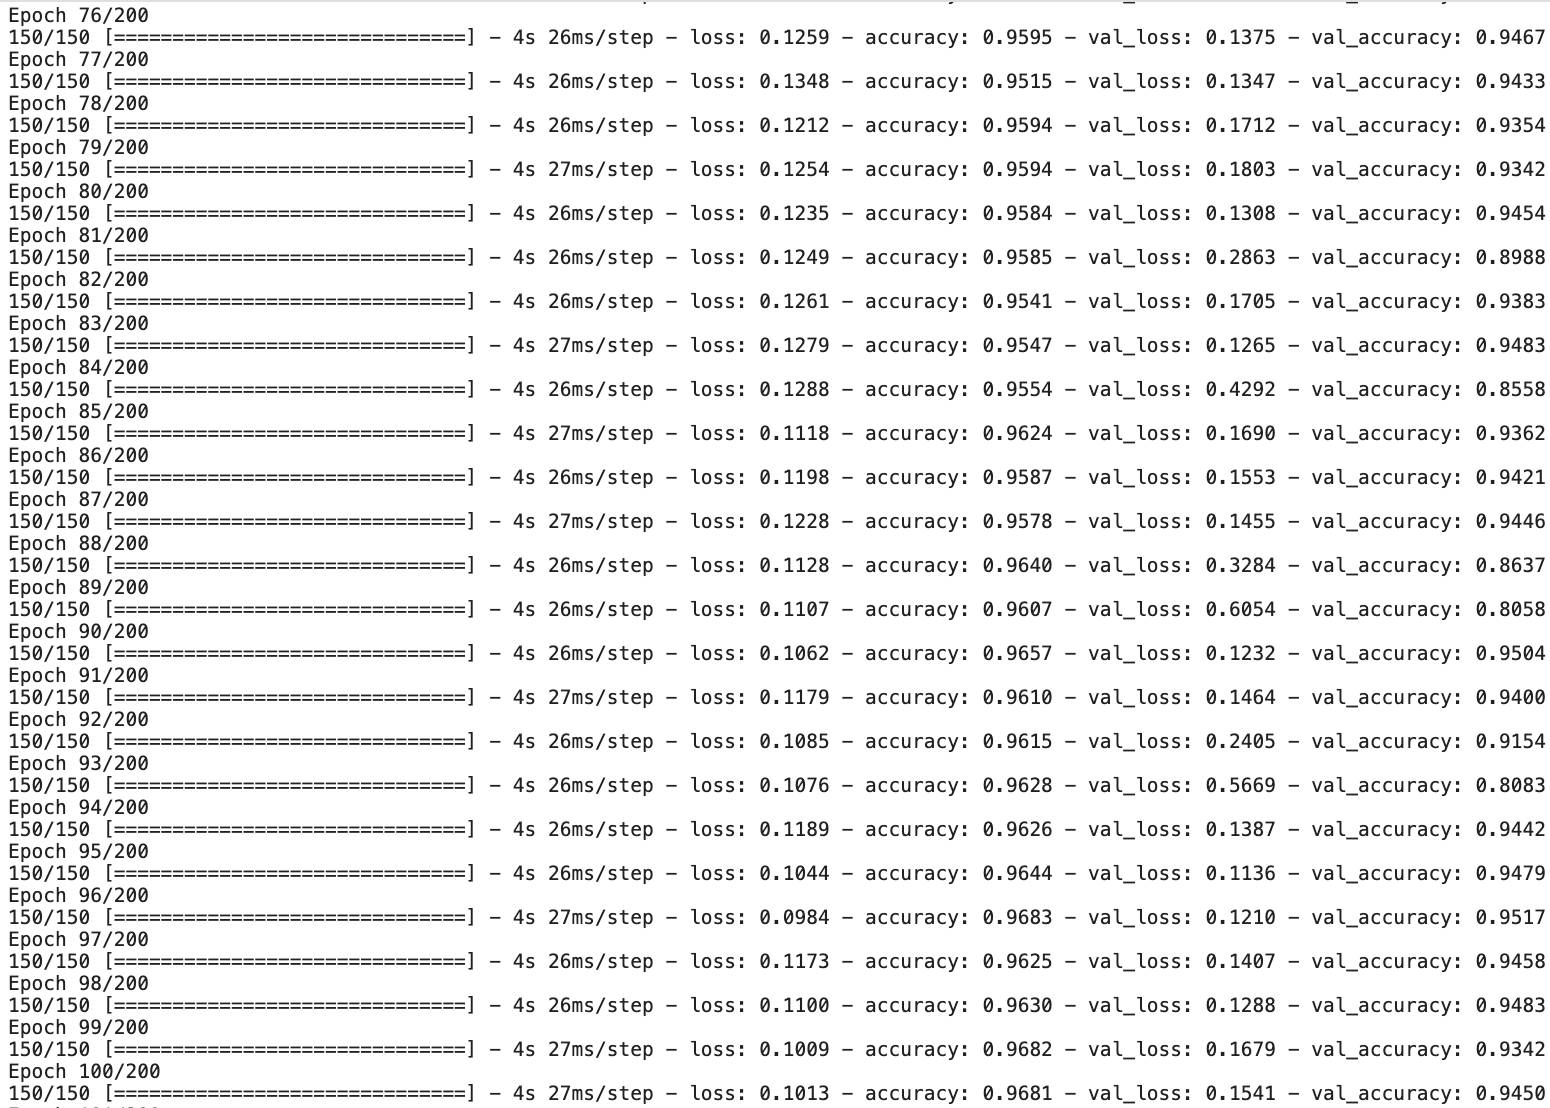 Epoch 76/200
150/150 [==============================] - 4s 26ms/step - loss: 0.1259 - accuracy: 0.9595 - val_loss: 0.1375 - val_accuracy: 0.9467
Epoch 77/200
150/150 [==============================] - 4s 26ms/step - loss: 0.1348 - accuracy: 0.9515 - val_loss: 0.1347 - val_accuracy: 0.9433
Epoch 78/200
150/150 [==============================] - 4s 26ms/step - loss: 0.1212 - accuracy: 0.9594 - val_loss: 0.1712 - val_accuracy: 0.9354
Epoch 79/200
150/150 [==============================] - 4s 27ms/step - loss: 0.1254 - accuracy: 0.9594 - val_loss: 0.1803 - val_accuracy: 0.9342
Epoch 80/200
150/150 [==============================] - 4s 26ms/step - loss: 0.1235 - accuracy: 0.9584 - val_loss: 0.1308 - val_accuracy: 0.9454
Epoch 81/200
150/150 [==============================] - 4s 26ms/step - loss: 0.1249 - accuracy: 0.9585 - val_loss: 0.2863 - val_accuracy: 0.8988
Epoch 82/200
150/150 [==============================] - 4s 26ms/step - loss: 0.1261 - accuracy: 0.9541 - val_loss: 0.1705 - val_accuracy: 0.9383
Epoch 83/200
150/150 [==============================] - 4s 27ms/step - loss: 0.1279 - accuracy: 0.9547 - val_loss: 0.1265 - val_accuracy: 0.9483
Epoch 84/200
150/150 [==============================] - 4s 26ms/step - loss: 0.1288 - accuracy: 0.9554 - val_loss: 0.4292 - val_accuracy: 0.8558
Epoch 85/200
150/150 [==============================] - 4s 27ms/step - loss: 0.1118 - accuracy: 0.9624 - val_loss: 0.1690 - val_accuracy: 0.9362
Epoch 86/200
150/150 [==============================] - 4s 26ms/step - loss: 0.1198 - accuracy: 0.9587 - val_loss: 0.1553 - val_accuracy: 0.9421
Epoch 87/200
150/150 [==============================] - 4s 27ms/step - loss: 0.1228 - accuracy: 0.9578 - val_loss: 0.1455 - val_accuracy: 0.9446
Epoch 88/200
150/150 [==============================] - 4s 26ms/step - loss: 0.1128 - accuracy: 0.9640 - val_loss: 0.3284 - val_accuracy: 0.8637
Epoch 89/200
150/150 [==============================] - 4s 26ms/step - loss: 0.1107 - accuracy: 0.9607 - val_loss: 0.6054 - val_accuracy: 0.8058
Epoch 90/200
150/150 [==============================] - 4s 26ms/step - loss: 0.1062 - accuracy: 0.9657 - val_loss: 0.1232 - val_accuracy: 0.9504
Epoch 91/200
150/150 [==============================] - 4s 27ms/step - loss: 0.1179 - accuracy: 0.9610 - val_loss: 0.1464 - val_accuracy: 0.9400
Epoch 92/200
150/150 [==============================] - 4s 26ms/step - loss: 0.1085 - accuracy: 0.9615 - val_loss: 0.2405 - val_accuracy: 0.9154
Epoch 93/200
150/150 [==============================] - 4s 26ms/step - loss: 0.1076 - accuracy: 0.9628 - val_loss: 0.5669 - val_accuracy: 0.8083
Epoch 94/200
150/150 [==============================] - 4s 26ms/step - loss: 0.1189 - accuracy: 0.9626 - val_loss: 0.1387 - val_accuracy: 0.9442
Epoch 95/200
150/150 [==============================] - 4s 26ms/step - loss: 0.1044 - accuracy: 0.9644 - val_loss: 0.1136 - val_accuracy: 0.9479
Epoch 96/200
150/150 [==============================] - 4s 27ms/step - loss: 0.0984 - accuracy: 0.9683 - val_loss: 0.1210 - val_accuracy: 0.9517
Epoch 97/200
150/150 [==============================] - 4s 26ms/step - loss: 0.1173 - accuracy: 0.9625 - val_loss: 0.1407 - val_accuracy: 0.9458
Epoch 98/200
150/150 [==============================] - 4s 26ms/step - loss: 0.1100 - accuracy: 0.9630 - val_loss: 0.1288 - val_accuracy: 0.9483
Epoch 99/200
150/150 [==============================] - 4s 27ms/step - loss: 0.1009 - accuracy: 0.9682 - val_loss: 0.1679 - val_accuracy: 0.9342
Epoch 100/200
150/150 [==============================] - 4s 27ms/step - loss: 0.1013 - accuracy: 0.9681 - val_loss: 0.1541 - val_accuracy: 0.9450